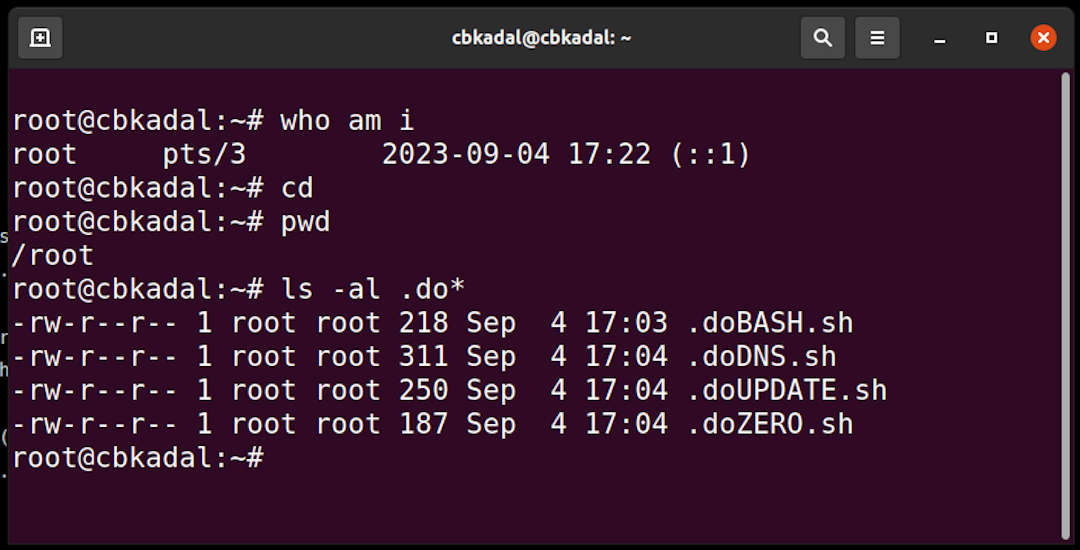 cbkadal@cbkadal: ~
root@cbkadal:~# who am i
root     pts/3        2023-09-04 17:22 (::1)
root@cbkadal:~# cd
root@cbkadal:~# pwd
/root
root@cbkadal:~# ls -al .do*
-rw-r--r-- 1 root root 218 Sep  4 17:03 .doBASH.sh
-rw-r--r-- 1 root root 311 Sep  4 17:04 .doDNS.sh
-rw-r--r-- 1 root root 250 Sep  4 17:04 .doUPDATE.sh
-rw-r--r-- 1 root root 187 Sep  4 17:04 .doZERO.sh
root@cbkadal:~#